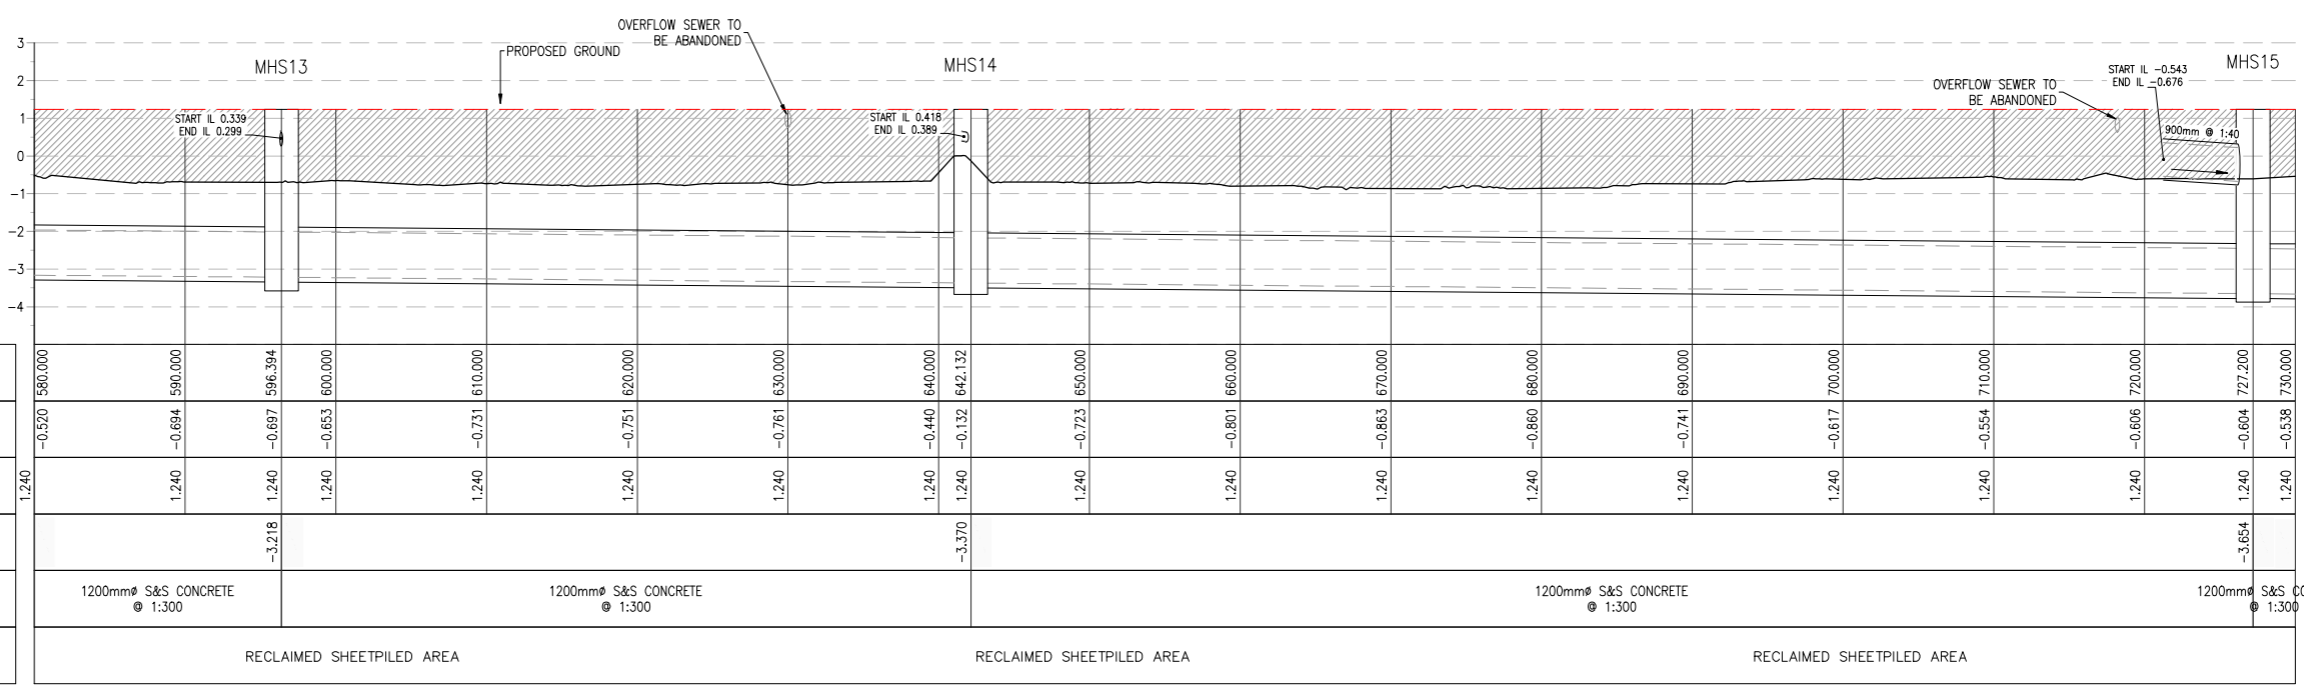 OVERFLOW SEWER TO
BE ABANDONED
PROPOSED GROUND
MHS13
MHS14
MHS15
START IL -0.543
END IL -0.676
OVERFLOW SEWER TO
BE ABANDONED
START IL 0.339
END IL 0.299
START IL 0.418
END IL 0.389
900mm @ 1:40
3
2
1
0
-1
-2
-3
-4
580.000 590.000 596.394 600.000 610.000 620.000 630.000 640.000 642.132 650.000 660.000 670.000 680.000 690.000 700.000 710.000 720.000 727.200 730.000
-0.520 -0.694 -0.697 -0.653 -0.731 -0.751 -0.761 -0.440 -0.132 -0.723 -0.801 -0.863 -0.860 -0.741 -0.617 -0.554 -0.606 -0.604 -0.538
1.240 1.240 1.240 1.240 1.240 1.240 1.240 1.240 1.240 1.240 1.240 1.240 1.240 1.240 1.240 1.240 1.240 1.240 1.240
-3.218 -3.370 -3.654
1200mmø S&S CONCRETE
@ 1:300
1200mmø S&S CONCRETE
@ 1:300
1200mmø S&S CONCRETE
@ 1:300
1200mmø S&S CO
@ 1:300
RECLAIMED SHEETPILED AREA RECLAIMED SHEETPILED AREA RECLAIMED SHEETPILED AREA